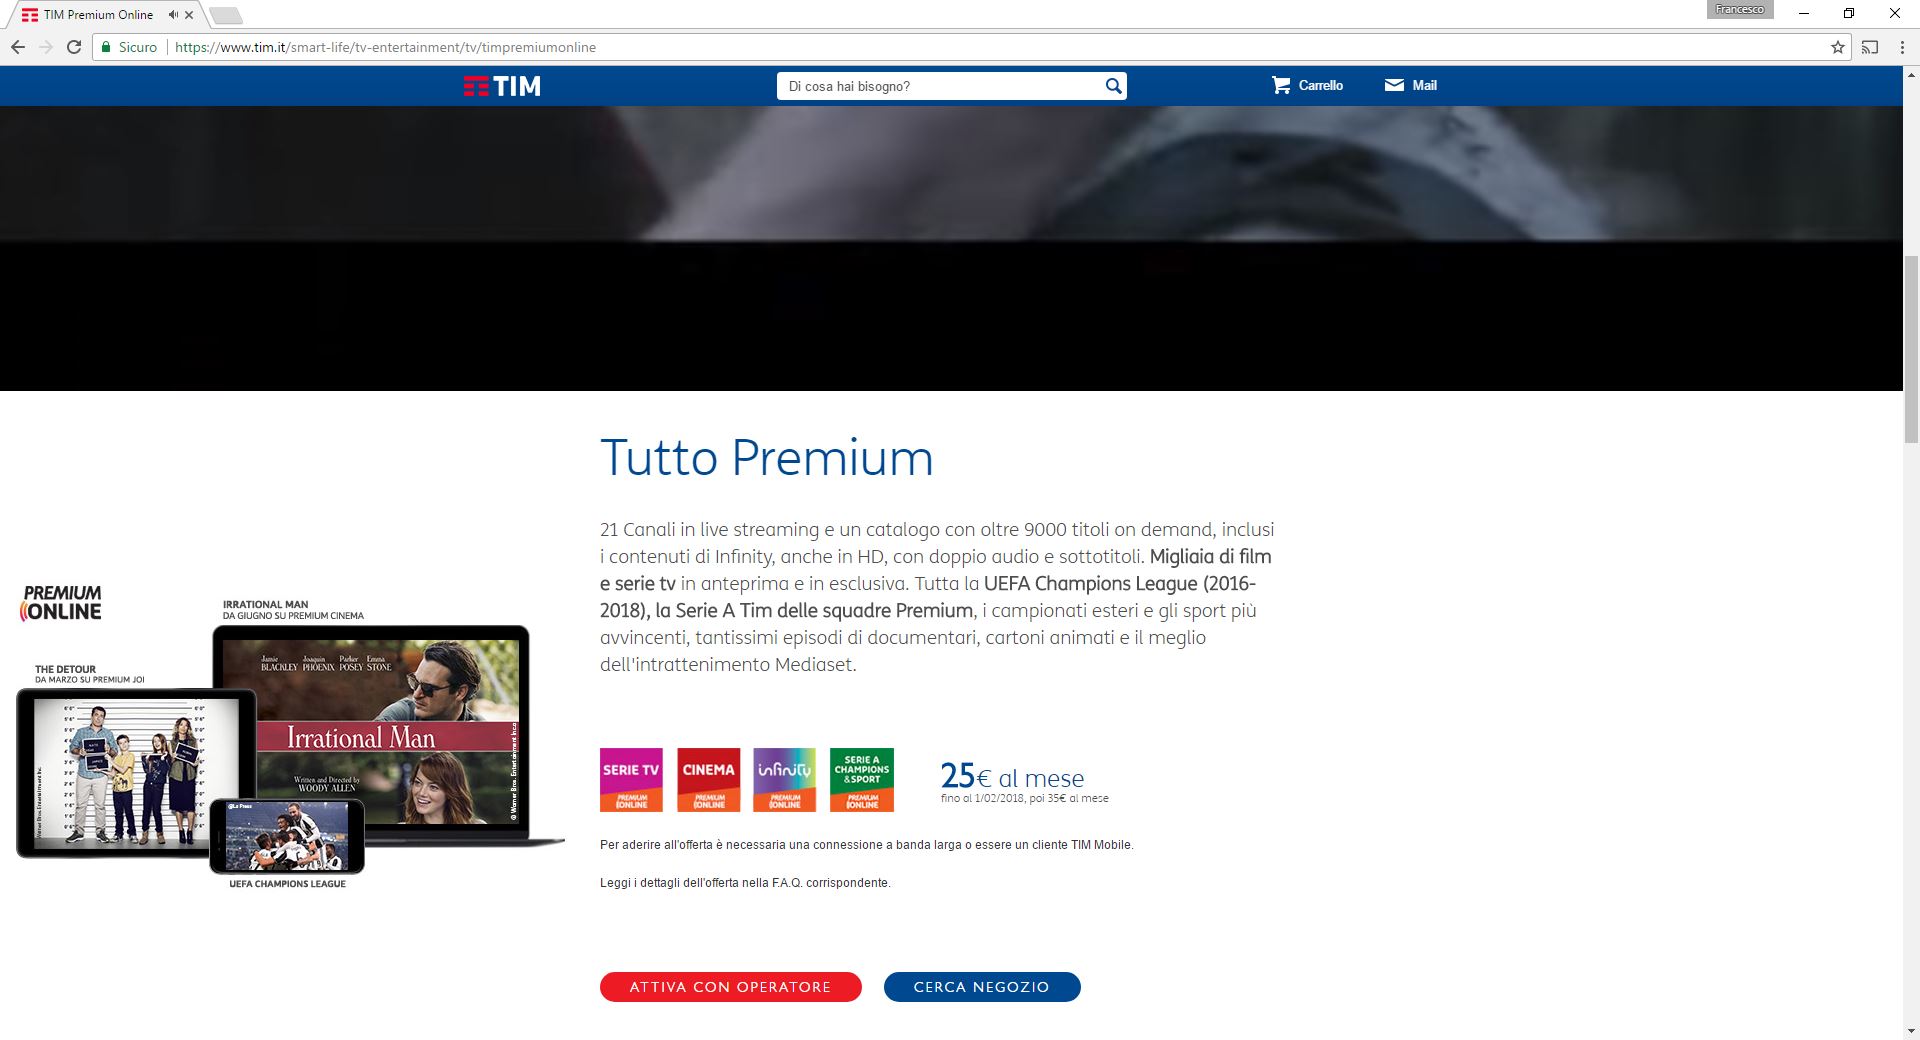 TIM Premium Online
Francesco
Sicuro
https://www.tim.it/smart-life/tv-entertainment/tv/timpremiumonline
TIM
Di cosa hai bisogno?
Carrello
Mail
Tutto Premium
21 Canali in live streaming e un catalogo con oltre 9000 titoli on demand, inclusi
i contenuti di Infinity, anche in HD, con doppio audio e sottotitoli. Migliaia di film
e serie tv in anteprima e in esclusiva. Tutta la UEFA Champions League (2016-
2018), la Serie A Tim delle squadre Premium, i campionati esteri e gli sport più
avvincenti, tantissimi episodi di documentari, cartoni animati e il meglio
dell'intrattenimento Mediaset.
PREMIUM
ONLINE
IRRATIONAL MAN
DA GIUGNO SU PREMIUM CINEMA
THE DETOUR
DA MARZO SU PREMIUM JOI
Jamie Joaquin Parker Emma
BLACKLEY PHOENIX POSEY STONE
Irrational Man
Written and Directed by
WOODY ALLEN
@ Warner Bros. Entertainment Inc.
@La Press
UEFA CHAMPIONS LEAGUE
SERIE TV
PREMIUM
ONLINE
CINEMA
PREMIUM
ONLINE
infinity
PREMIUM
ONLINE
SERIE A
CHAMPIONS
&SPORT
PREMIUM
ONLINE
25€ al mese
fino al 1/02/2018, poi 35€ al mese
Per aderire all'offerta è necessaria una connessione a banda larga o essere un cliente TIM Mobile.
Leggi i dettagli dell'offerta nella F.A.Q. corrispondente.
ATTIVA CON OPERATORE
CERCA NEGOZIO